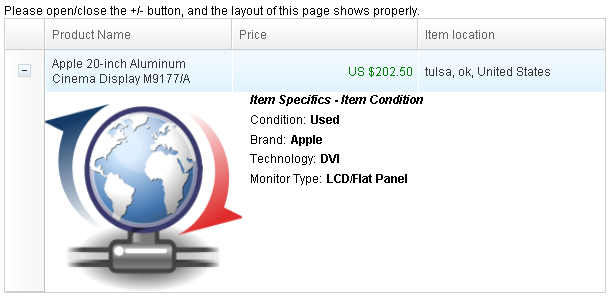 Please open/close the +/- button, and the layout of this page shows properly.
Product Name Price Item location
Apple 20-inch Aluminum
Cinema Display M9177/A
US $202.50 tulsa, ok, United States
Item Specifics - Item Condition
Condition: Used
Brand: Apple
Technology: DVI
Monitor Type: LCD/Flat Panel